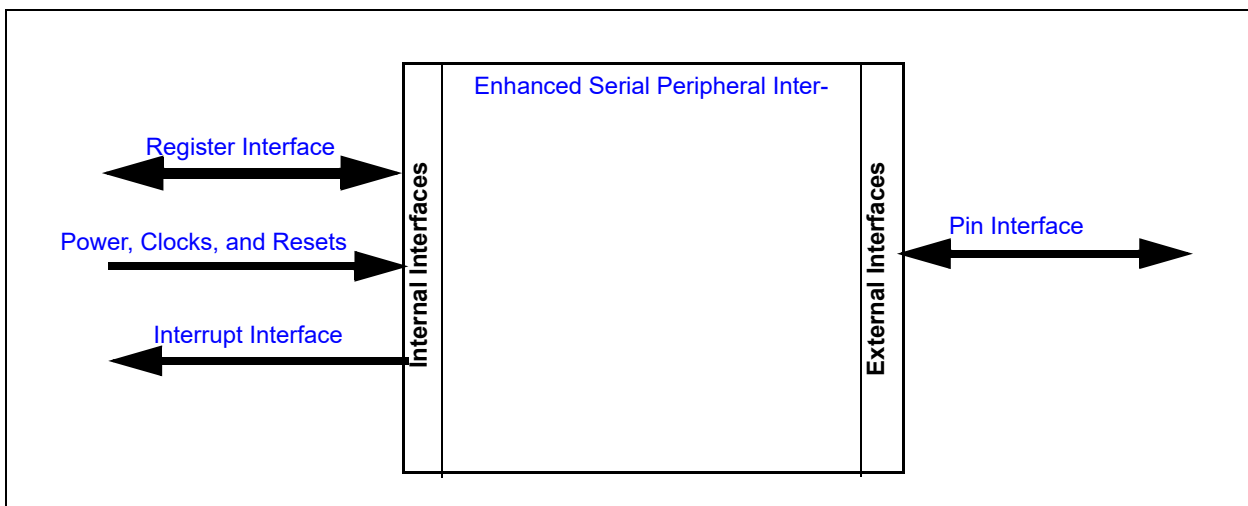 Enhanced Serial Peripheral Inter-
Register Interface
Power, Clocks, and Resets
Interrupt Interface
Internal Interfaces
External Interfaces
Pin Interface